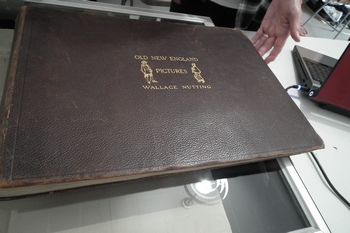 OLD NEW ENGLAND
PICTURES
WALLACE NUTTING